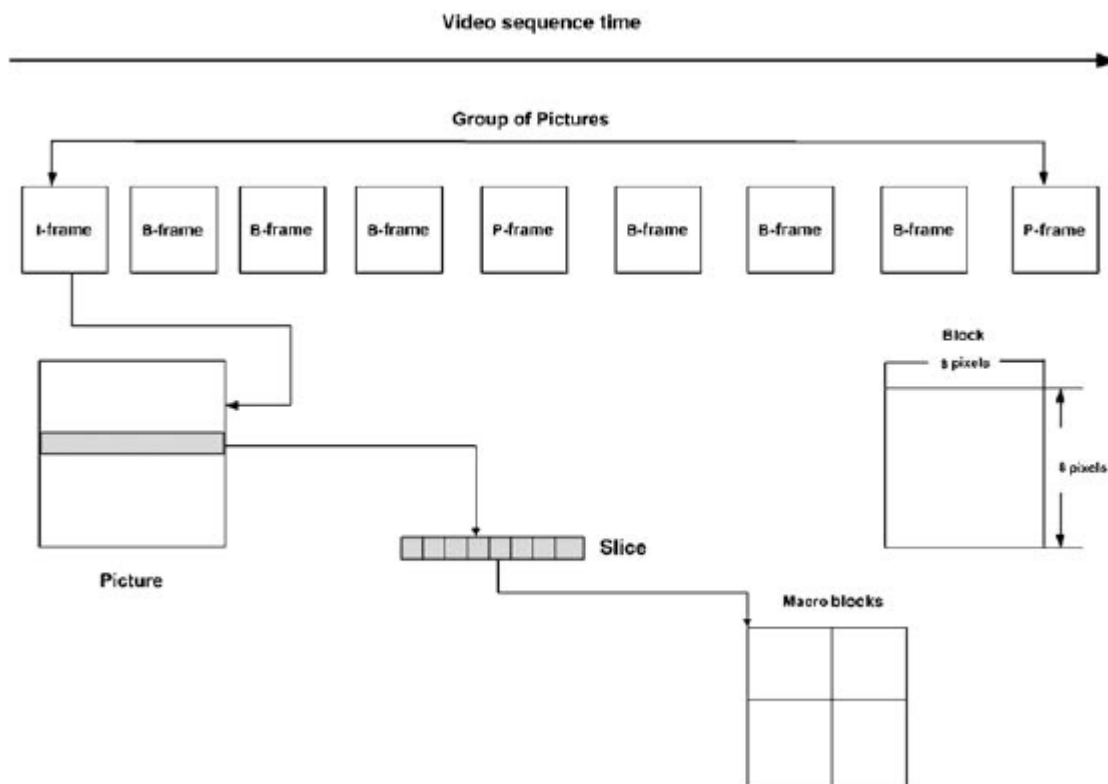 Video sequence time
Group of Pictures
I-frame
B-frame
B-frame
B-frame
P-frame
B-frame
B-frame
B-frame
P-frame
Block
8 pixels
8 pixels
Picture
Slice
Macro blocks